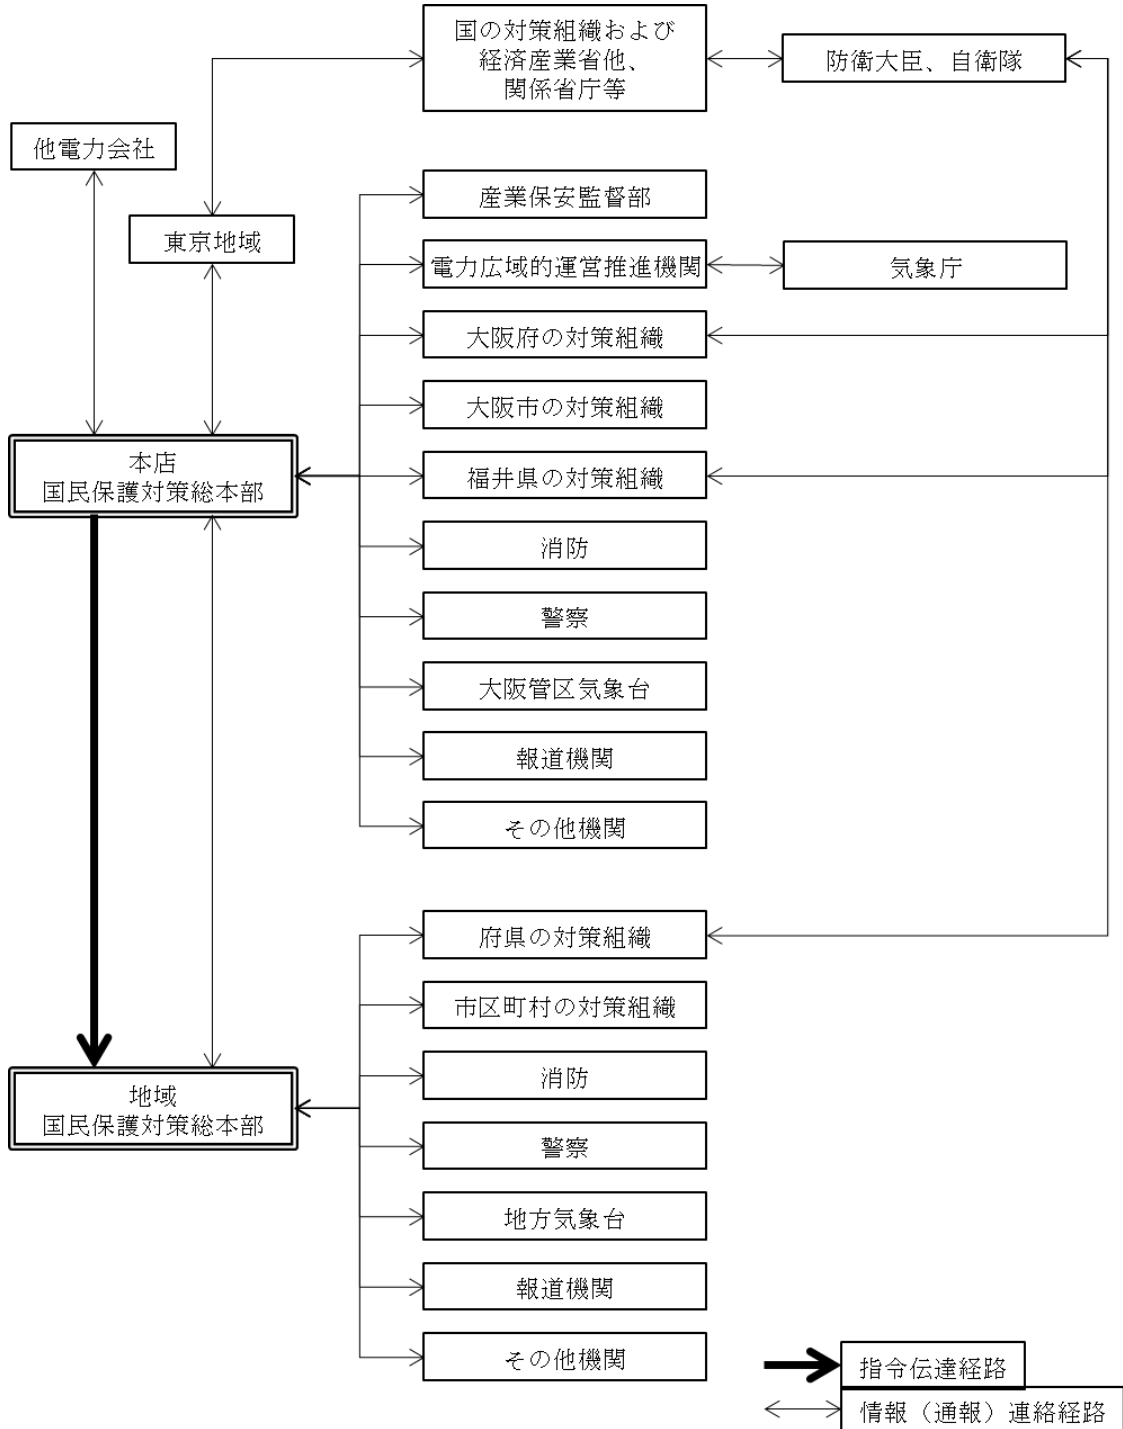 国の対策組織および
経済産業省他、
関係省庁等
防衛大臣、自衛隊
他電力会社
産業保安監督部
東京地域
電力広域的運営推進機関
気象庁
大阪府の対策組織
大阪市の対策組織
本店
国民保護対策総本部
福井県の対策組織
消防
警察
大阪管区気象台
報道機関
その他機関
府県の対策組織
市区町村の対策組織
消防
地域
国民保護対策総本部
警察
地方気象台
報道機関
その他機関
指令伝達経路
情報（通報）連絡経路